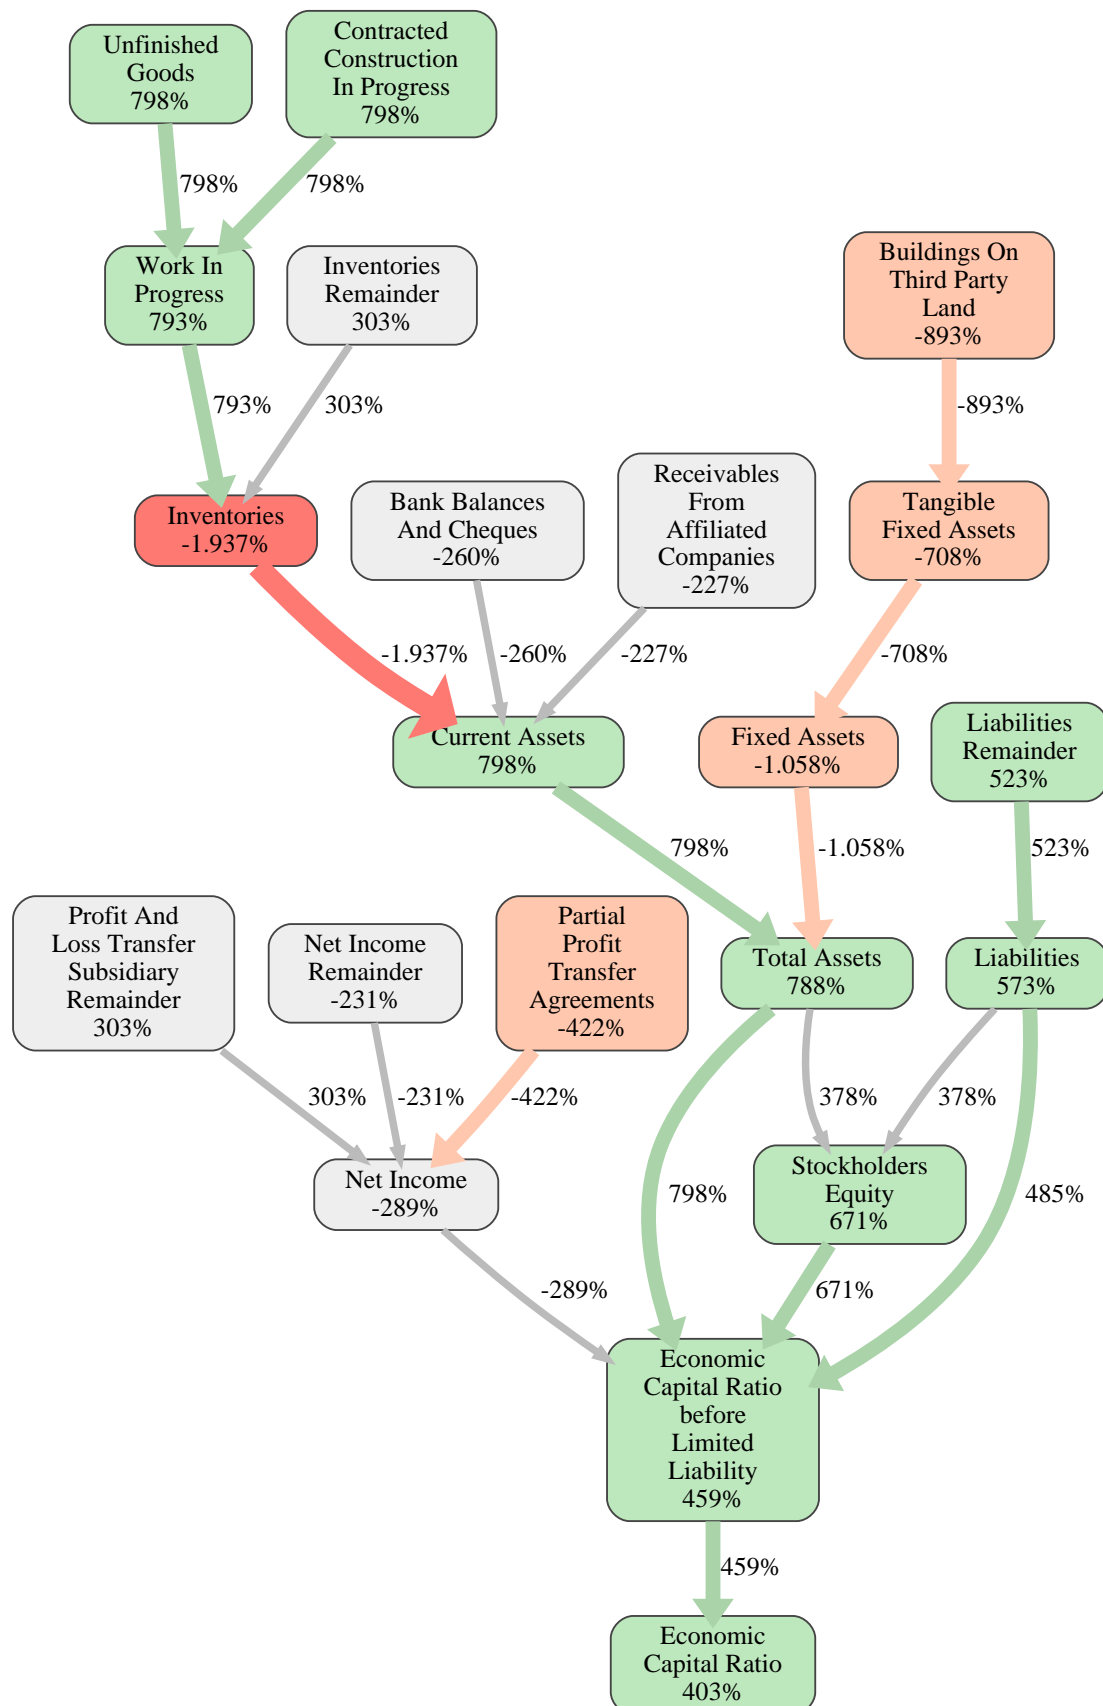 Unfinished
Goods
798%
Contracted
Construction
In Progress
798%
798%
798%
Work In
Progress
793%
Inventories
Remainder
303%
Buildings On
Third Party
Land
-893%
793%
303%
-893%
Inventories
-1.937%
Bank Balances
And Cheques
-260%
Receivables
From
Affiliated
Companies
-227%
Tangible
Fixed Assets
-708%
-1.937%
-260%
-227%
-708%
Current Assets
798%
Fixed Assets
-1.058%
Liabilities
Remainder
523%
798%
-1.058%
523%
Profit And
Loss Transfer
Subsidiary
Remainder
303%
Net Income
Remainder
-231%
Partial
Profit
Transfer
Agreements
-422%
Total Assets
788%
Liabilities
573%
303%
-231%
-422%
378%
378%
Net Income
-289%
798%
Stockholders
Equity
671%
485%
-289%
671%
Economic
Capital Ratio
before
Limited
Liability
459%
459%
Economic
Capital Ratio
403%